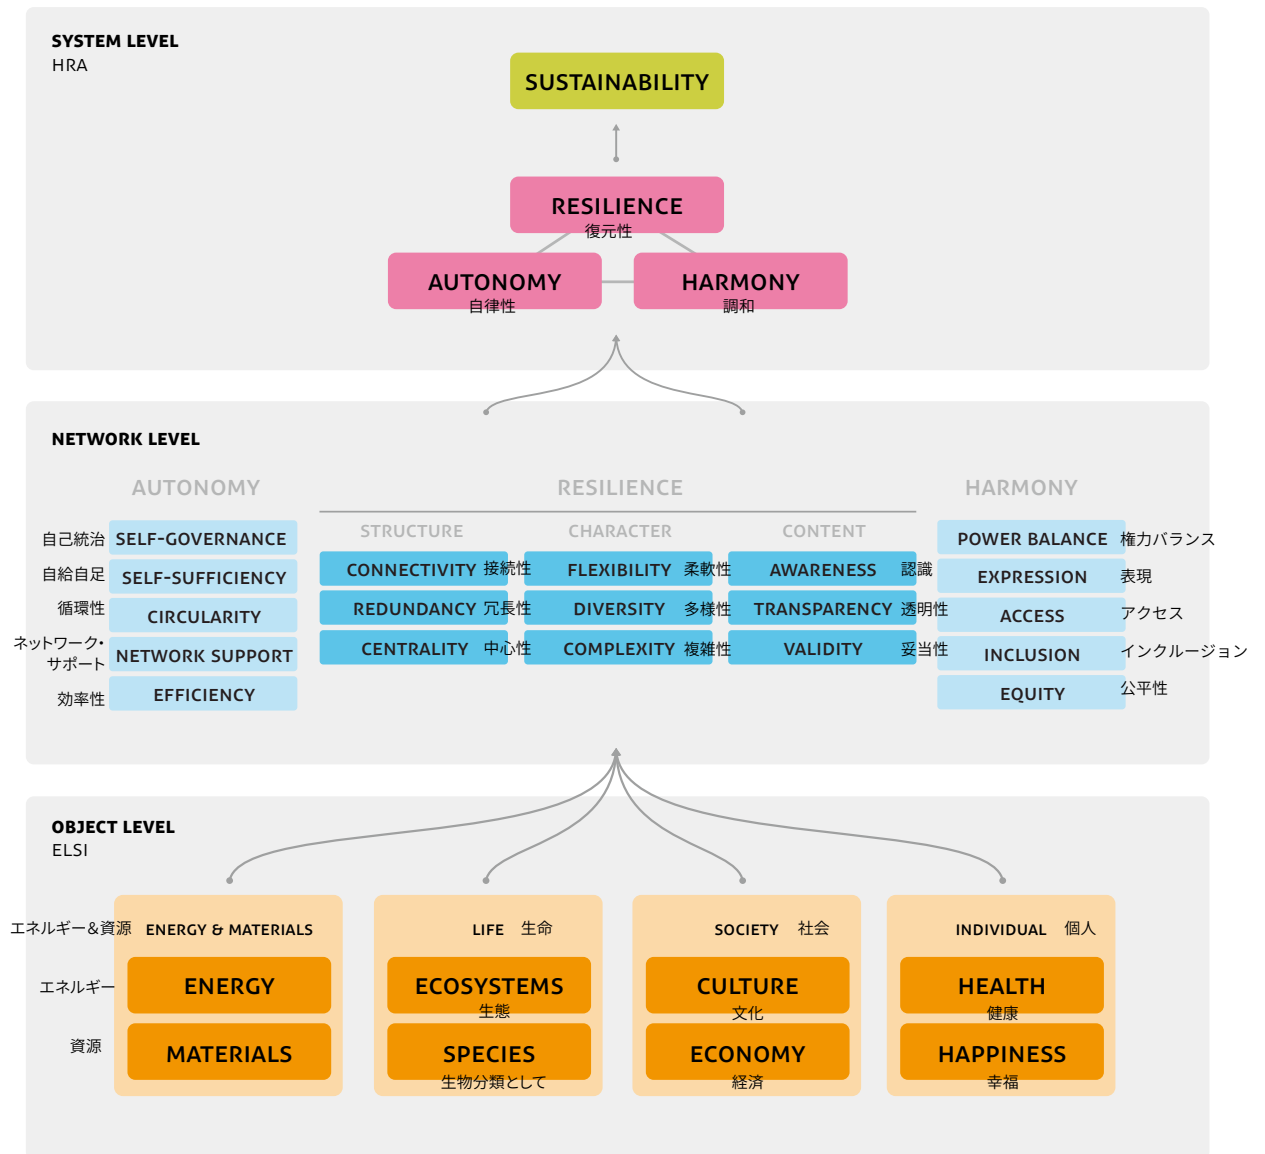 SYSTEM LEVEL
HRA
SUSTAINABILITY
RESILIENCE
復元性
AUTONOMY
自律性
HARMONY
調和
NETWORK LEVEL
AUTONOMY
自己統治 SELF-GOVERNANCE
自給自足 SELF-SUFFICIENCY
循環性 CIRCULARITY
ネットワーク・
サポート NETWORK SUPPORT
効率性 EFFICIENCY
RESILIENCE
STRUCTURE
CONNECTIVITY 接続性
REDUNDANCY 冗長性
CENTRALITY 中心性
CHARACTER
FLEXIBILITY 柔軟性
DIVERSITY 多様性
COMPLEXITY 複雑性
CONTENT
AWARENESS 認識
TRANSPARENCY 透明性
VALIDITY 妥当性
HARMONY
POWER BALANCE 権力バランス
EXPRESSION 表現
ACCESS アクセス
INCLUSION インクルージョン
EQUITY 公平性
OBJECT LEVEL
ELSI
エネルギー&資源 ENERGY & MATERIALS
エネルギー ENERGY
資源 MATERIALS
LIFE 生命
ECOSYSTEMS
生態
SPECIES
生物分類として
SOCIETY 社会
CULTURE
文化
ECONOMY
経済
INDIVIDUAL 個人
HEALTH
健康
HAPPINESS
幸福